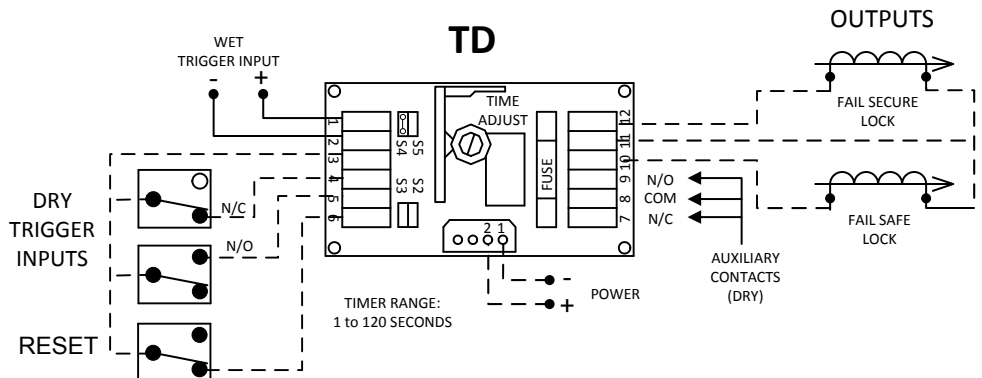 TD
OUTPUTS
WET
TRIGGER INPUT
- +
TIME
ADJUST
FUSE
1
2
3
4
5
6
S4 S5
S3 S2
12
11
10
9
8
7
2 1
FAIL SECURE
LOCK
FAIL SAFE
LOCK
DRY
TRIGGER
INPUTS
N/C
N/O
RESET
N/O
COM
N/C
AUXILIARY
CONTACTS
(DRY)
-
+
POWER
TIMER RANGE:
1 to 120 SECONDS